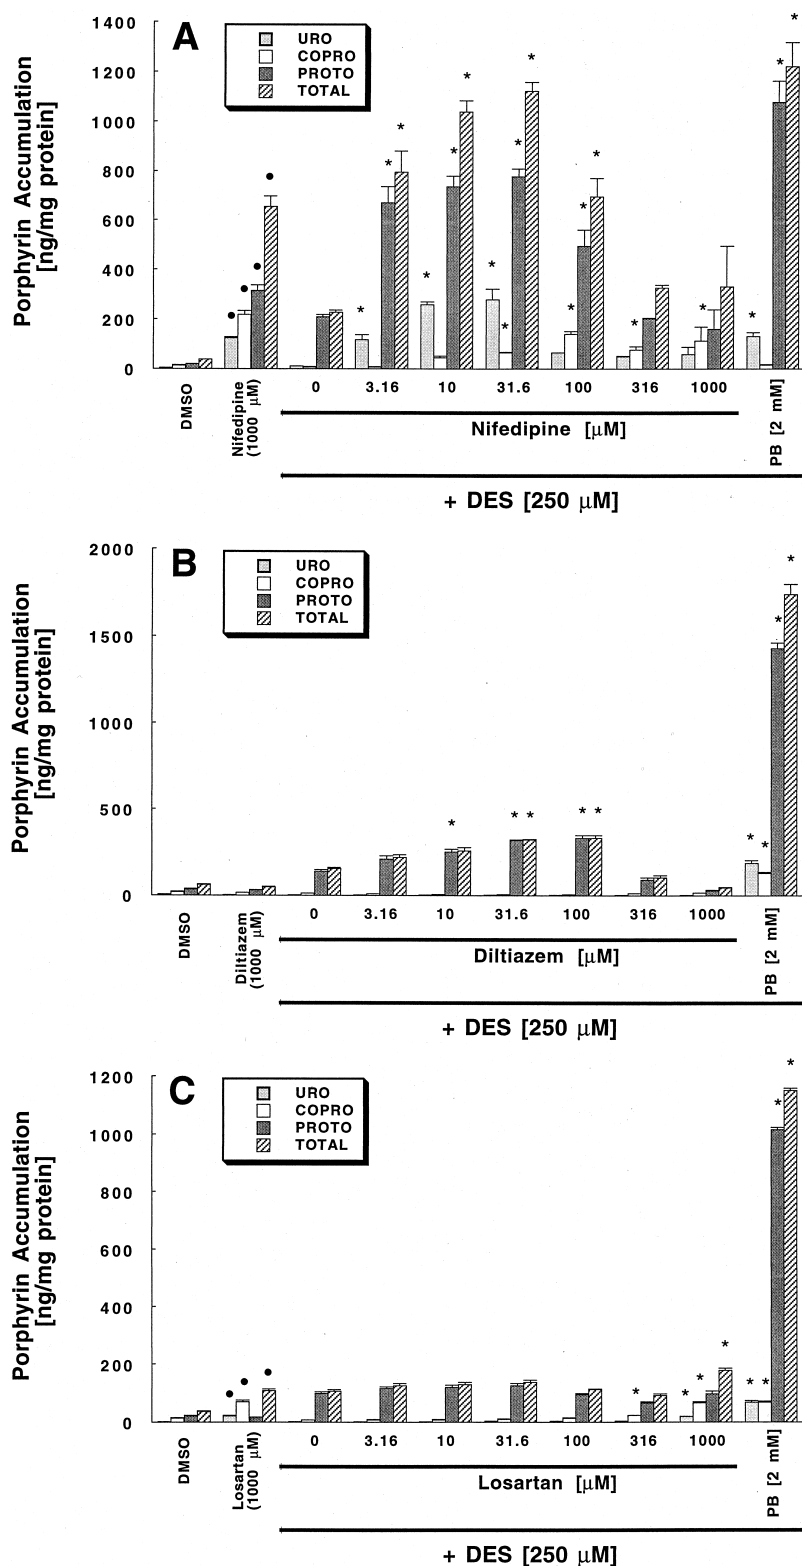 A
URO
COPRO
PROTO
TOTAL
Porphyrin Accumulation
[ng/mg protein]
1400
1200
1000
800
600
400
200
0
DMSO
Nifedipine
(1000 μM)
0 3.16 10 31.6 100 316 1000
PB [2 mM]
Nifedipine [μM]
+ DES [250 μM]
B
URO
COPRO
PROTO
TOTAL
Porphyrin Accumulation
[ng/mg protein]
2000
1500
1000
500
0
DMSO
Diltiazem
(1000 μM)
0 3.16 10 31.6 100 316 1000
PB [2 mM]
Diltiazem [μM]
+ DES [250 μM]
C
URO
COPRO
PROTO
TOTAL
Porphyrin Accumulation
[ng/mg protein]
1200
1000
800
600
400
200
0
DMSO
Losartan
(1000 μM)
0 3.16 10 31.6 100 316 1000
PB [2 mM]
Losartan [μM]
+ DES [250 μM]